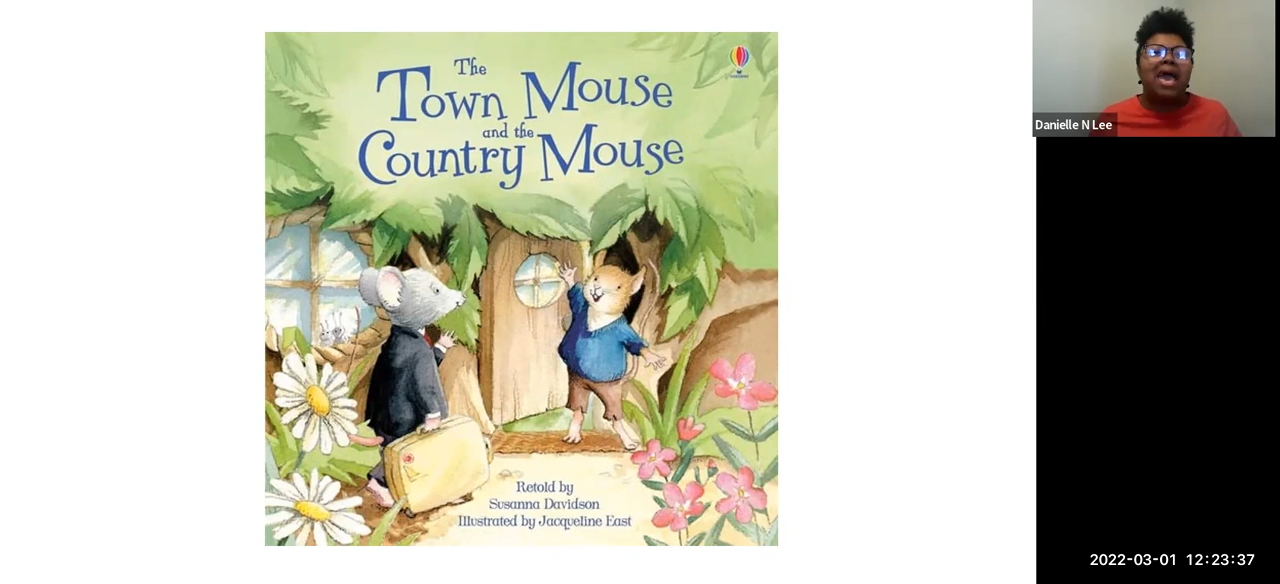 The
Town Mouse
and the
Country Mouse
Retold by
Susanna Davidson
Illustrated by Jacqueline East
Danielle N Lee
2022-03-01 12:23:37